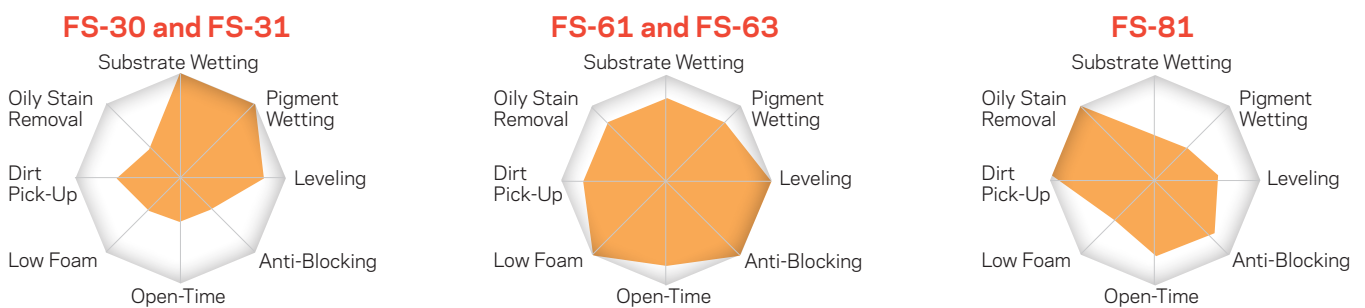 FS-30 and FS-31
Substrate Wetting
Oily Stain
Removal
Pigment
Wetting
Dirt
Pick-Up
Leveling
Low Foam
Anti-Blocking
Open-Time
FS-61 and FS-63
Substrate Wetting
Oily Stain
Removal
Pigment
Wetting
Dirt
Pick-Up
Leveling
Low Foam
Anti-Blocking
Open-Time
FS-81
Substrate Wetting
Oily Stain
Removal
Pigment
Wetting
Dirt
Pick-Up
Leveling
Low Foam
Anti-Blocking
Open-Time